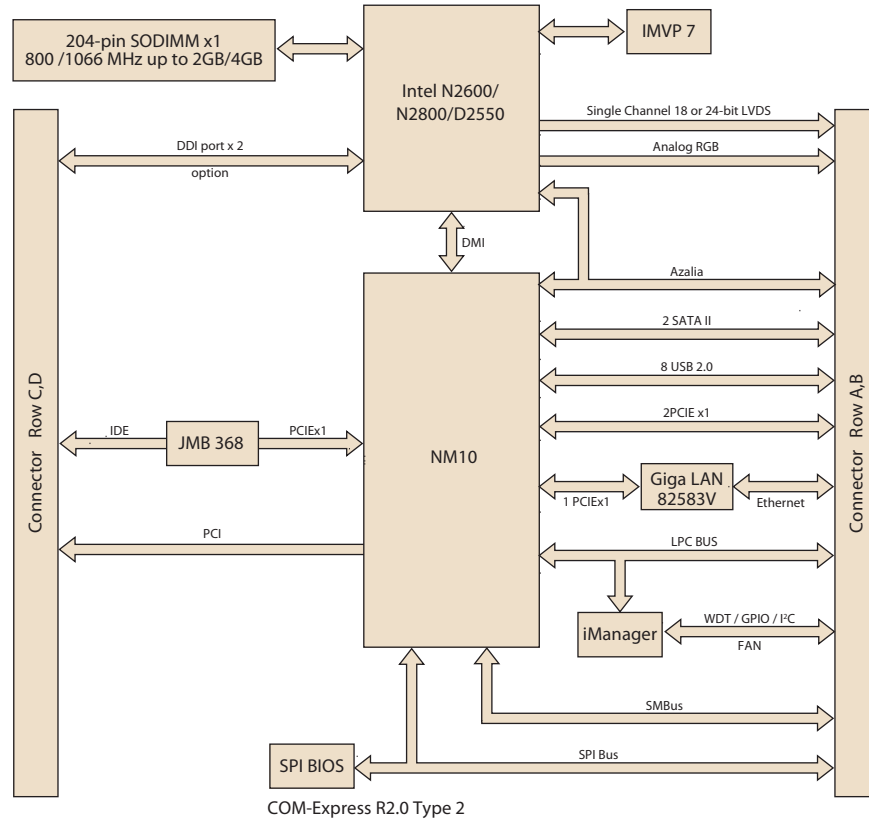 204-pin SODIMM x1
800 /1066 MHz up to 2GB/4GB
Intel N2600/
N2800/D2550
IMVP 7
Single Channel 18 or 24-bit LVDS
Analog RGB
DDI port x 2
option
DMI
Azalia
2 SATA II
8 USB 2.0
2PCIE x1
Connector Row C,D
IDE
JMB 368
PCIEx1
NM10
1 PCIEx1
Giga LAN
82583V
Ethernet
Connector Row A,B
PCI
LPC BUS
iManager
WDT / GPIO / I²C
FAN
SMBus
SPI BIOS
SPI Bus
COM-Express R2.0 Type 2